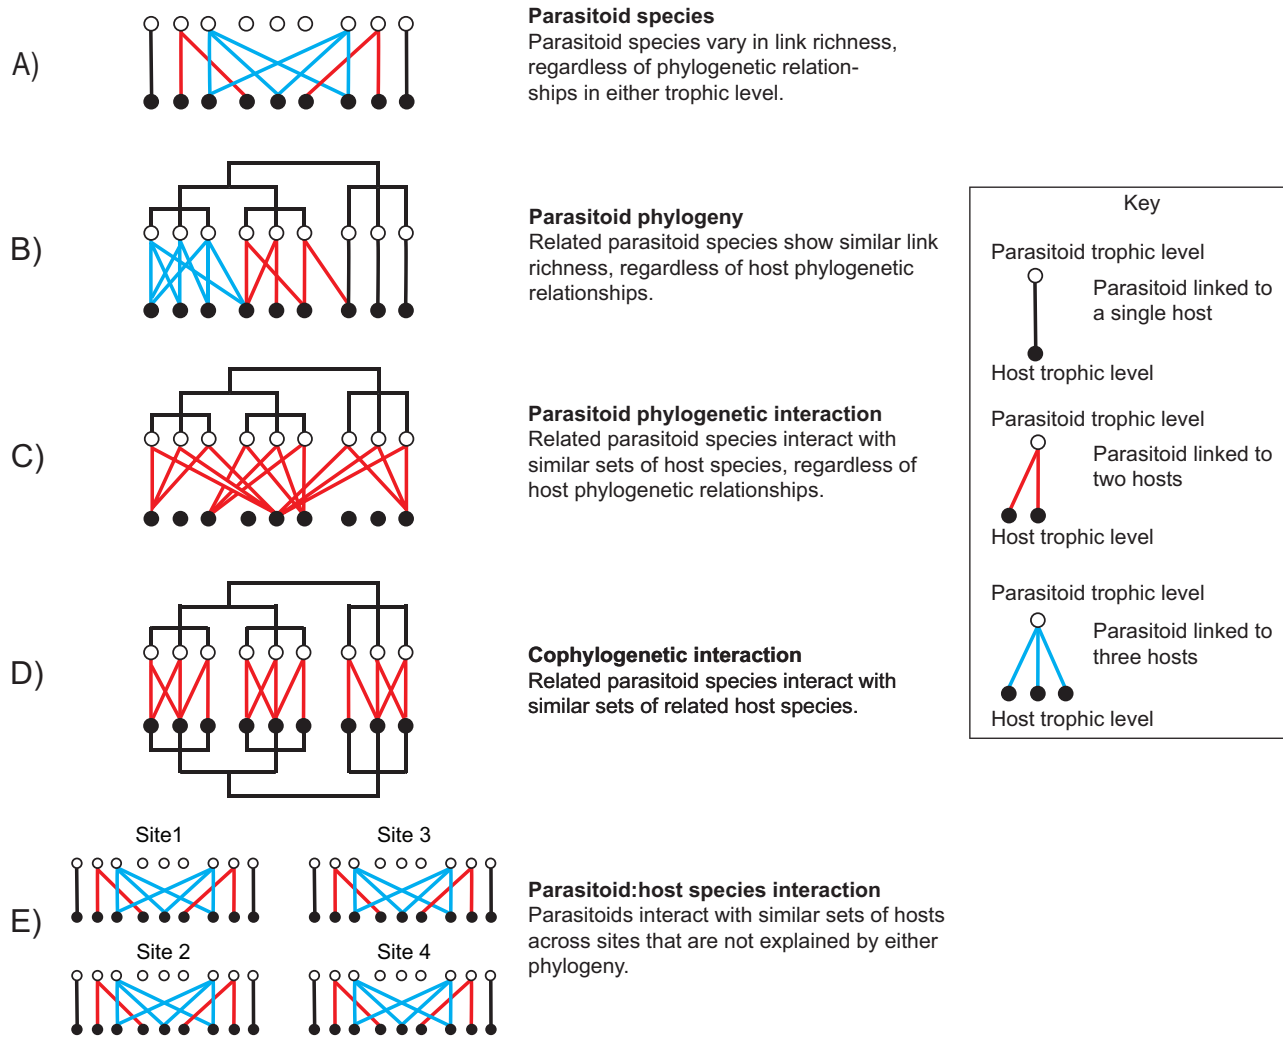 A)
Parasitoid species
Parasitoid species vary in link richness,
regardless of phylogenetic relation-
ships in either trophic level.
B)
Parasitoid phylogeny
Related parasitoid species show similar link
richness, regardless of host phylogenetic
relationships.
C)
Parasitoid phylogenetic interaction
Related parasitoid species interact with
similar sets of host species, regardless of
host phylogenetic relationships.
D)
Cophylogenetic interaction
Related parasitoid species interact with
similar sets of related host species.
E)
Site1
Site 3
Site 2
Site 4
Parasitoid:host species interaction
Parasitoids interact with similar sets of hosts
across sites that are not explained by either
phylogeny.
Key
Parasitoid trophic level
Parasitoid linked to
a single host
Host trophic level
Parasitoid trophic level
Parasitoid linked to
two hosts
Host trophic level
Parasitoid trophic level
Parasitoid linked to
three hosts
Host trophic level